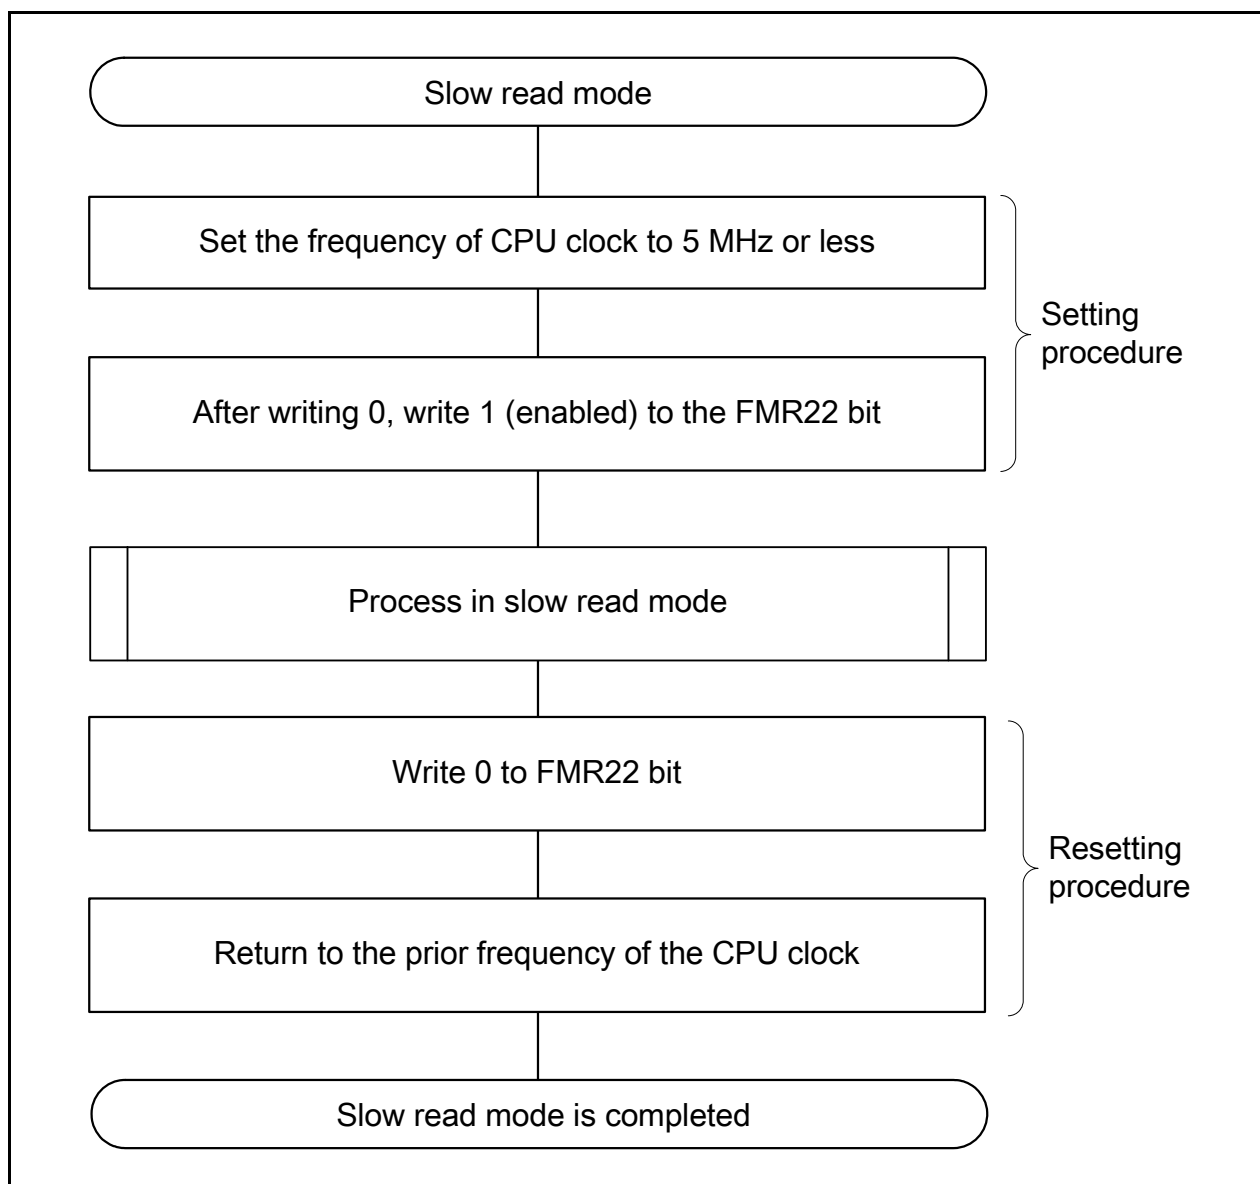 Slow read mode
Set the frequency of CPU clock to 5 MHz or less
Setting
procedure
After writing 0, write 1 (enabled) to the FMR22 bit
Process in slow read mode
Write 0 to FMR22 bit
Resetting
procedure
Return to the prior frequency of the CPU clock
Slow read mode is completed